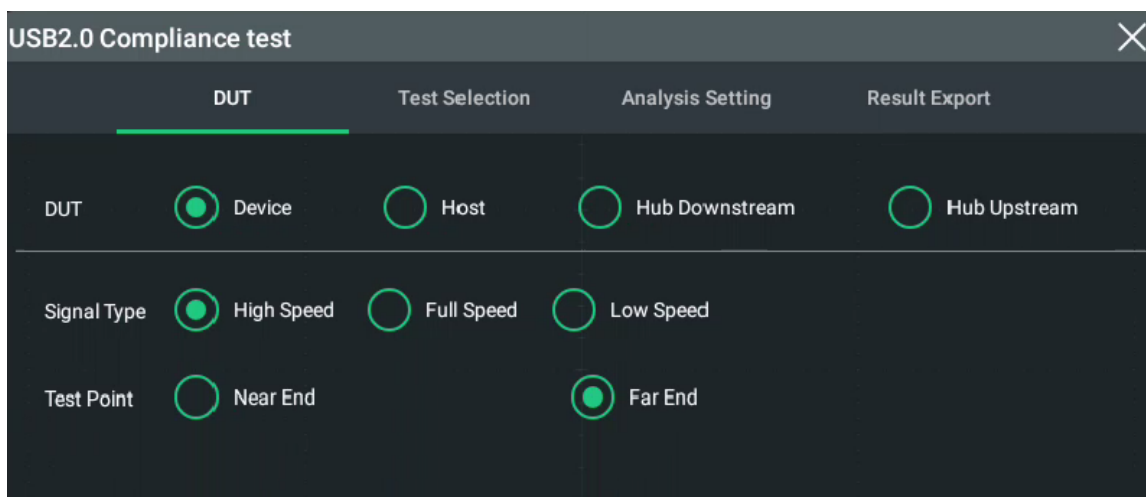 USB2.0 Compliance test
DUT Test Selection Analysis Setting Result Export
DUT Device Host Hub Downstream Hub Upstream
Signal Type High Speed Full Speed Low Speed
Test Point Near End Far End